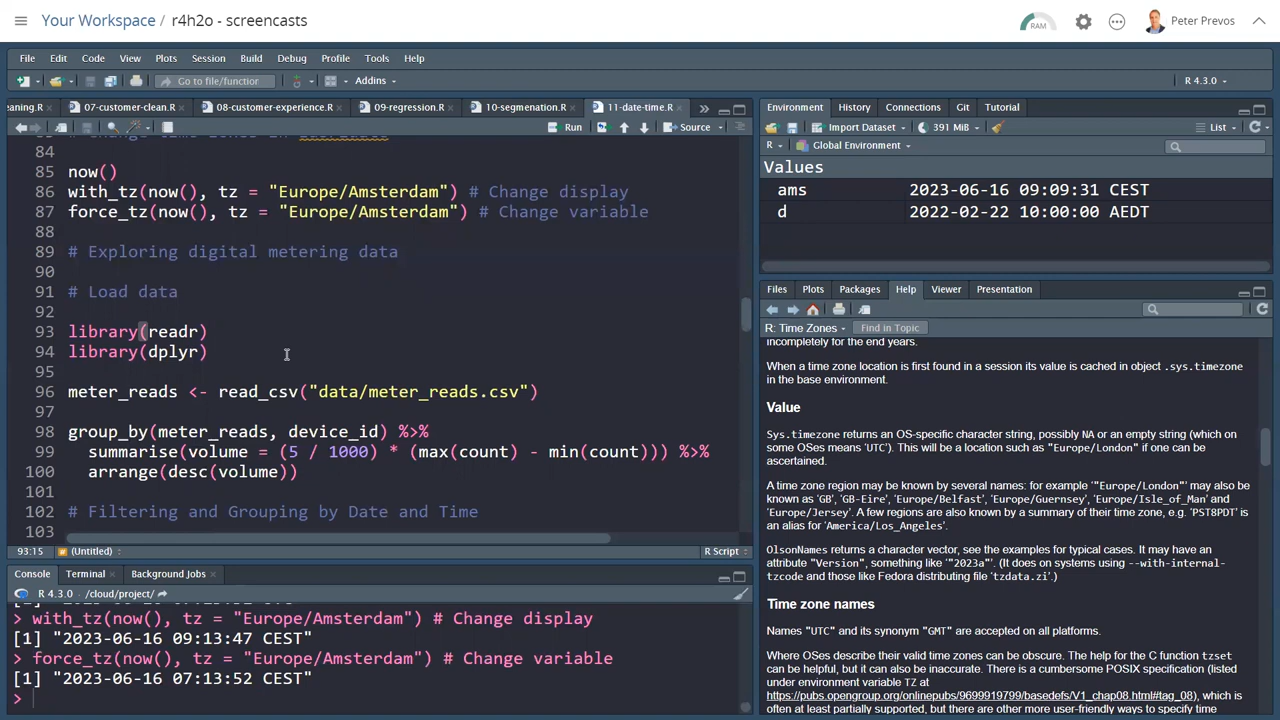 Your Workspace / r4h2o - screencasts
RAM
Peter Prevos
File Edit Code View Plots Session Build Debug Profile Tools Help
Go to file/function
Addins
R 4.3.0
eaning.R
07-customer-clean.R
08-customer-experience.R
09-regression.R
10-segmenation.R
11-date-time.R
Run
Source
84
85 now()
86 with_tz(now(), tz = "Europe/Amsterdam") # Change display
87 force_tz(now(), tz = "Europe/Amsterdam") # Change variable
88
89 # Exploring digital metering data
90
91 # Load data
92
93 library(readr)
94 library(dplyr)
95
96 meter_reads <- read_csv("data/meter_reads.csv")
97
98 group_by(meter_reads, device_id) %>%
99 summarise(volume = (5 / 1000) * (max(count) - min(count))) %>%
100 arrange(desc(volume))
101
102 # Filtering and Grouping by Date and Time
103
93:15 (Untitled) R Script
Console Terminal Background Jobs
R 4.3.0 · /cloud/project/
> with_tz(now(), tz = "Europe/Amsterdam") # Change display
[1] "2023-06-16 09:13:47 CEST"
> force_tz(now(), tz = "Europe/Amsterdam") # Change variable
[1] "2023-06-16 07:13:52 CEST"
>
Environment History Connections Git Tutorial
Import Dataset 391 MiB List
R Global Environment
Values
ams 2023-06-16 09:09:31 CEST
d 2022-02-22 10:00:00 AEDT
Files Plots Packages Help Viewer Presentation
R: Time Zones Find in Topic
incompletely for the end years.
When a time zone location is first found in a session its value is cached in object .sys.timezone
in the base environment.
Value
Sys.timezone returns an OS-specific character string, possibly NA or an empty string (which on
some OSes means 'UTC'). This will be a location such as "Europe/London" if one can be
ascertained.
A time zone region may be known by several names: for example '"Europe/London"' may also be
known as 'GB', 'GB-Eire', 'Europe/Belfast', 'Europe/Guernsey', 'Europe/Isle_of_Man' and
'Europe/Jersey'. A few regions are also known by a summary of their time zone, e.g. 'PST8PDT' is
an alias for 'America/Los_Angeles'.
OlsonNames returns a character vector, see the examples for typical cases. It may have an
attribute "Version", something like '"2023a"'. (It does on systems using --with-internal-
tzcode and those like Fedora distributing file 'tzdata.zi'.)
Time zone names
Names "UTC" and its synonym "GMT" are accepted on all platforms.
Where OSes describe their valid time zones can be obscure. The help for the C function tzset
can be helpful, but it can also be inaccurate. There is a cumbersome POSIX specification (listed
under environment variable TZ at
https://pubs.opengroup.org/onlinepubs/9699919799/basedefs/V1_chap08.html#tag_08), which is
often at least partially supported, but there are other more user-friendly ways to specify time